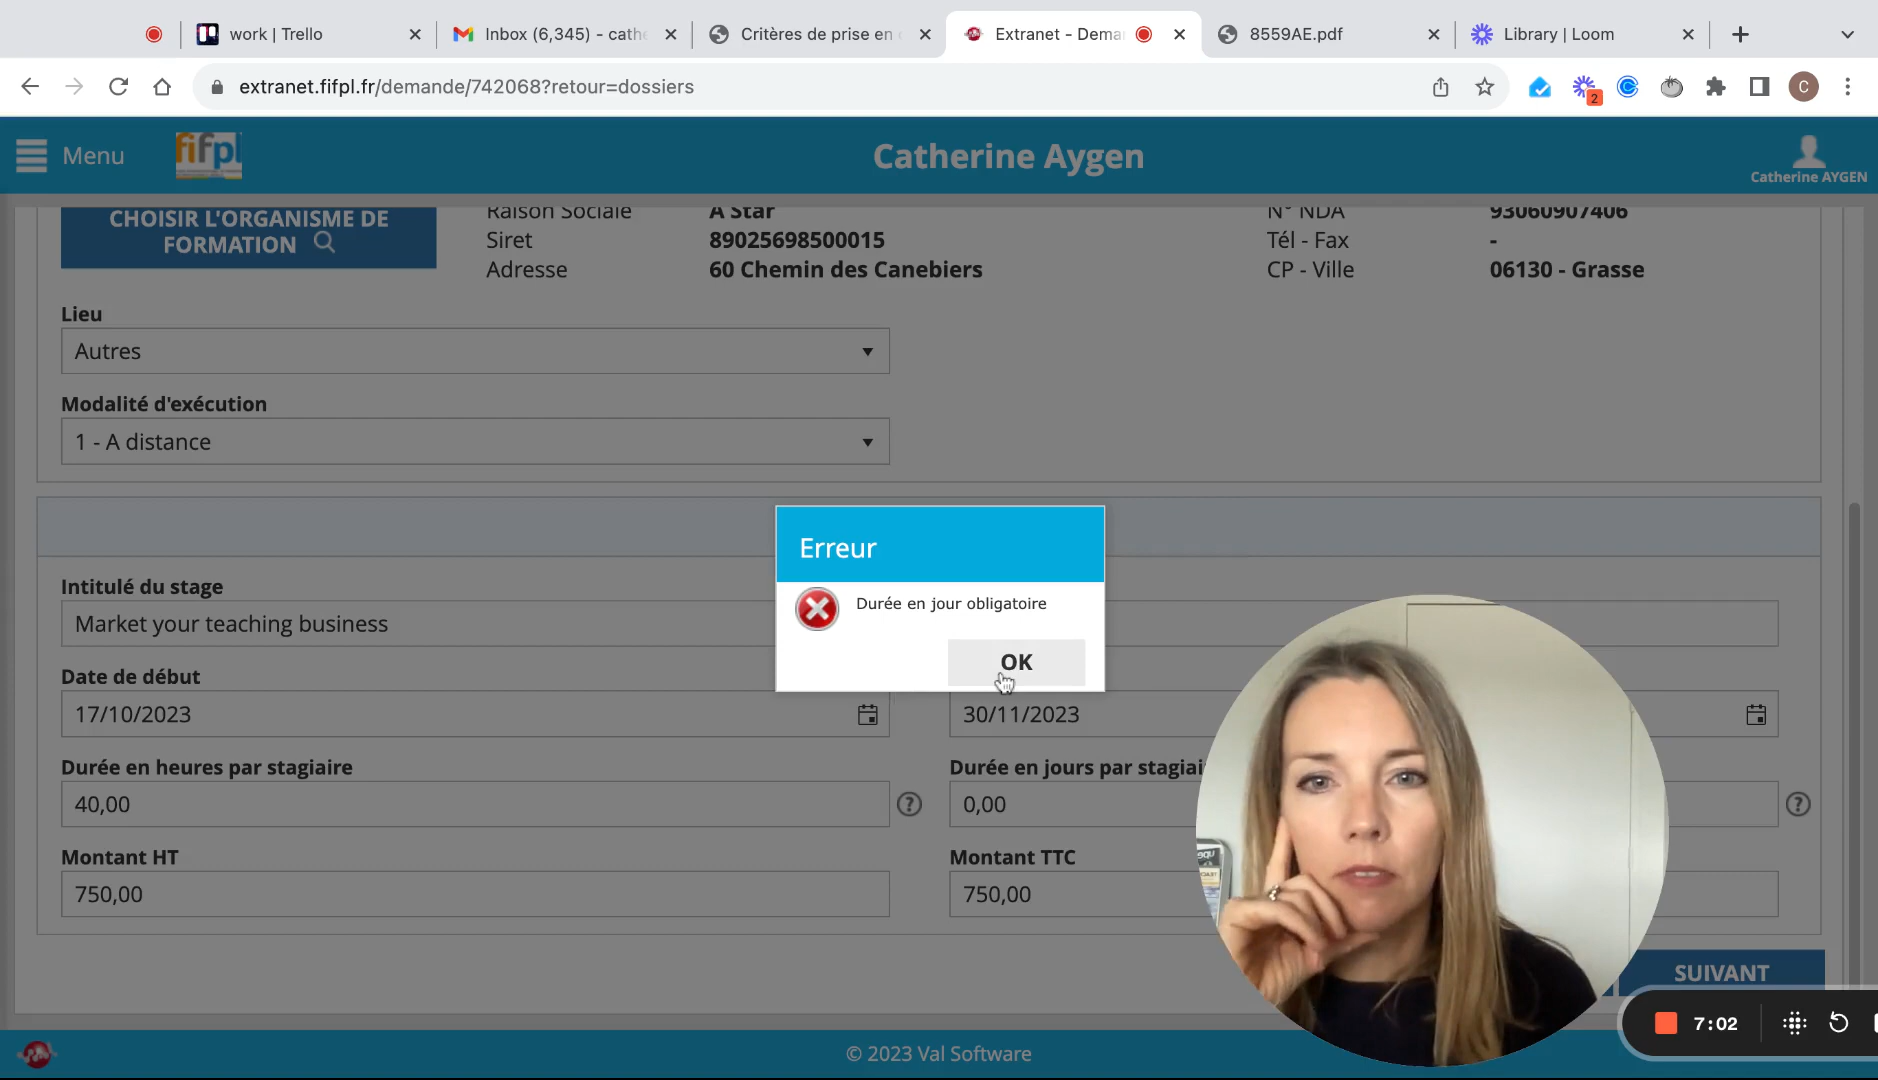 work | Trello
Inbox (6,345) - cathe
Critères de prise en
Extranet - Dema
8559AE.pdf
Library | Loom
extranet.fifpl.fr/demande/742068?retour=dossiers
2
C
Menu
fifpl
Catherine Aygen
Catherine AYGEN
CHOISIR L'ORGANISME DE
FORMATION
Raison Sociale
A Star
N° NDA
93060907406
Siret
89025698500015
Tél - Fax
-
Adresse
60 Chemin des Canebiers
CP - Ville
06130 - Grasse
Lieu
Autres
Modalité d'exécution
1 - A distance
Erreur
Durée en jour obligatoire
OK
Intitulé du stage
Market your teaching business
Date de début
17/10/2023
30/11/2023
Durée en heures par stagiaire
40,00
?
Durée en jours par stagiai
0,00
?
Montant HT
750,00
Montant TTC
750,00
SUIVANT
7:02
© 2023 Val Software